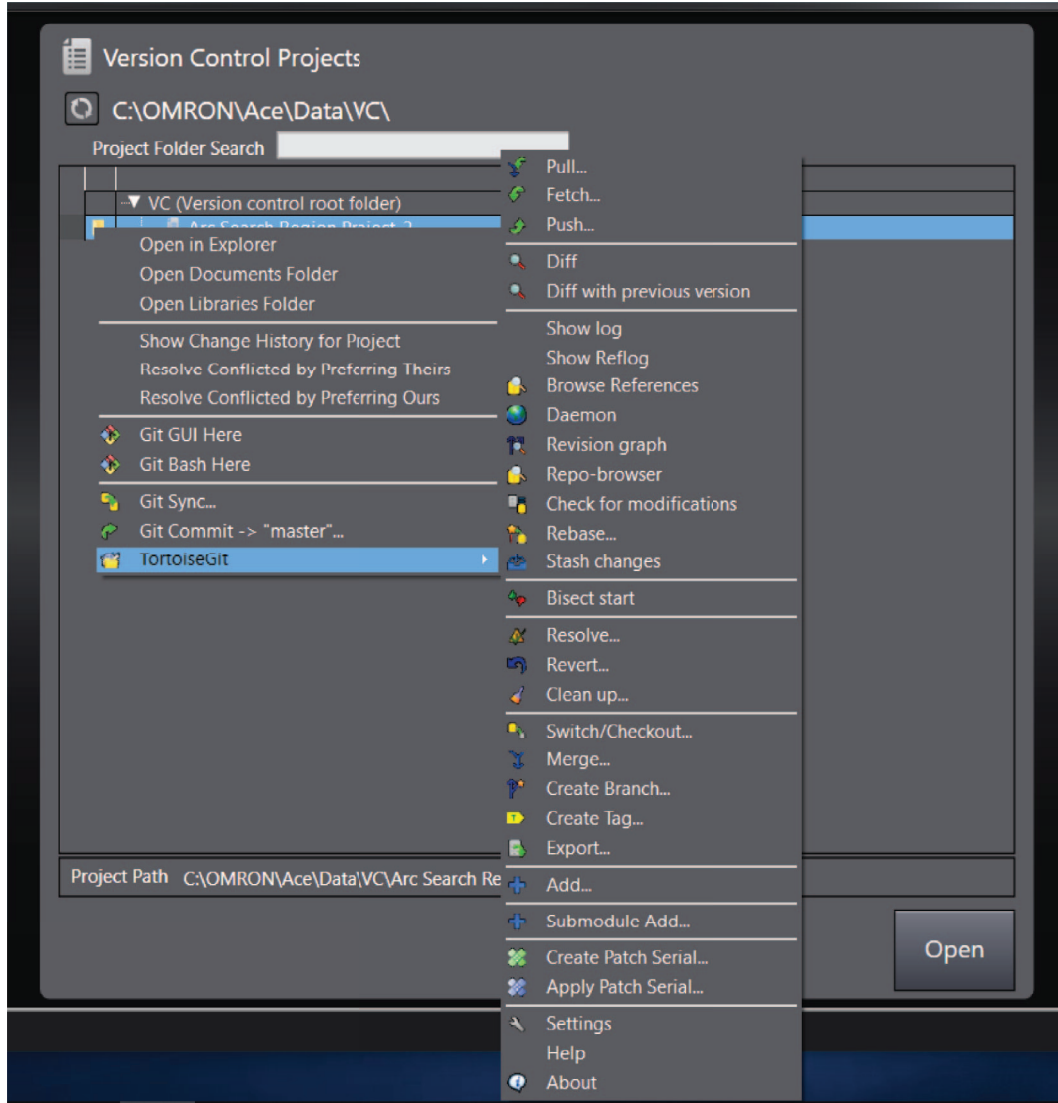 Version Control Projects
C:\OMRON\Ace\Data\VC\
Project Folder Search
VC (Version control root folder)
Arc Search Region Project_2
Open in Explorer
Open Documents Folder
Open Libraries Folder
Show Change History for Project
Resolve Conflicted by Preferring Theirs
Resolve Conflicted by Preferring Ours
Git GUI Here
Git Bash Here
Git Sync...
Git Commit -> "master"...
TortoiseGit
Pull...
Fetch...
Push...
Diff
Diff with previous version
Show log
Show Reflog
Browse References
Daemon
Revision graph
Repo-browser
Check for modifications
Rebase...
Stash changes
Bisect start
Resolve...
Revert...
Clean up...
Switch/Checkout...
Merge...
Create Branch...
Create Tag...
Export...
Add...
Submodule Add...
Create Patch Serial...
Apply Patch Serial...
Settings
Help
About
Project Path C:\OMRON\Ace\Data\VC\Arc Search Re
Open